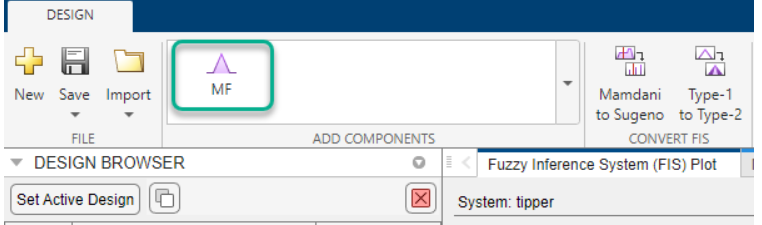 DESIGN
New Save Import
MF
Mamdani to Sugeno
Type-1 to Type-2
FILE
ADD COMPONENTS
CONVERT FIS
DESIGN BROWSER
Fuzzy Inference System (FIS) Plot
Set Active Design
System: tipper